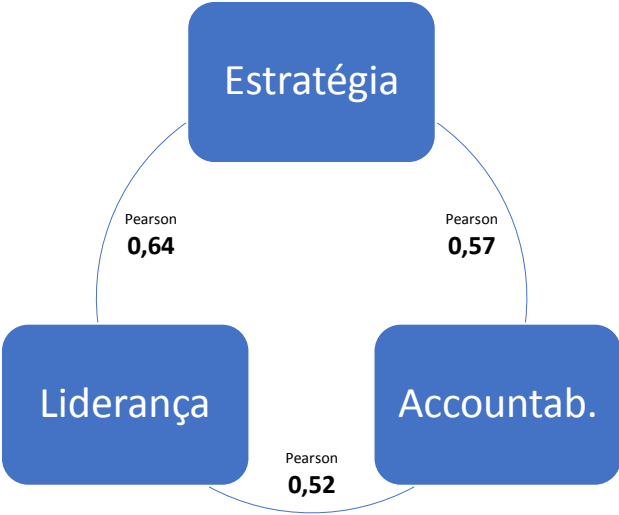 Estratégia
Pearson
0,64
Pearson
0,57
Liderança
Accountab.
Pearson
0,52